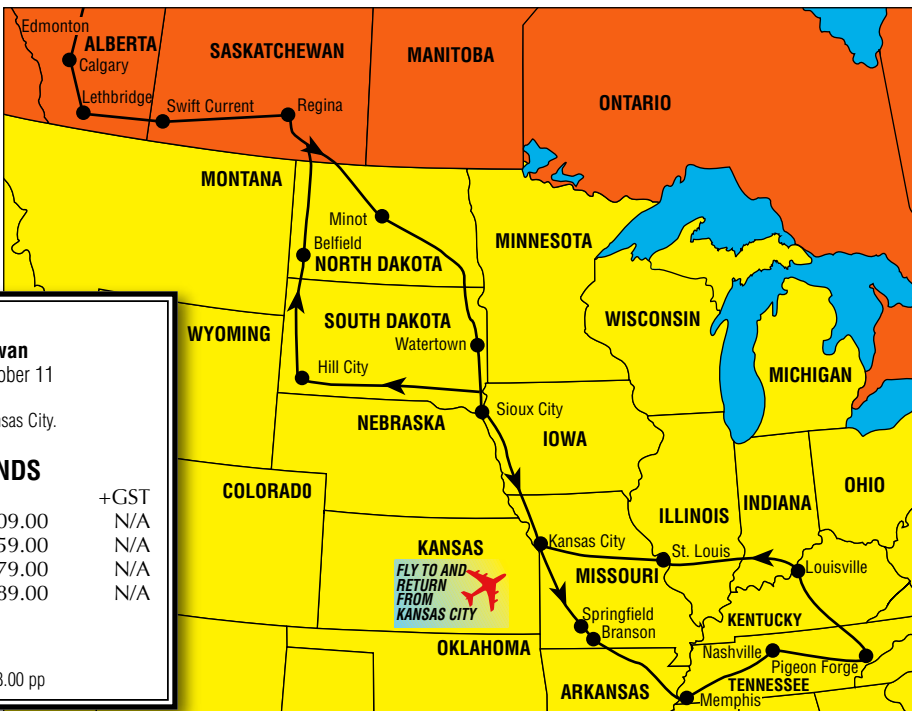 Edmonton
ALBERTA
Calgary
SASKATCHEWAN
MANITOBA
ONTARIO
Lethbridge
Swift Current
Regina
MONTANA
Minot
Belfield
NORTH DAKOTA
MINNESOTA
WISCONSIN
MICHIGAN
WYOMING
SOUTH DAKOTA
Watertown
Hill City
Sioux City
NEBRASKA
IOWA
COLORADO
ILLINOIS
INDIANA
OHIO
KANSAS
Kansas City
St. Louis
MISSOURI
Louisville
FLY TO AND
RETURN
FROM
KANSAS CITY
Springfield
Branson
KENTUCKY
OKLAHOMA
Nashville
Pigeon Forge
TENNESSEE
ARKANSAS
Memphis
wan
ober 11
sas City.
NDS
+GST
09.00 N/A
59.00 N/A
79.00 N/A
89.00 N/A
3.00 pp